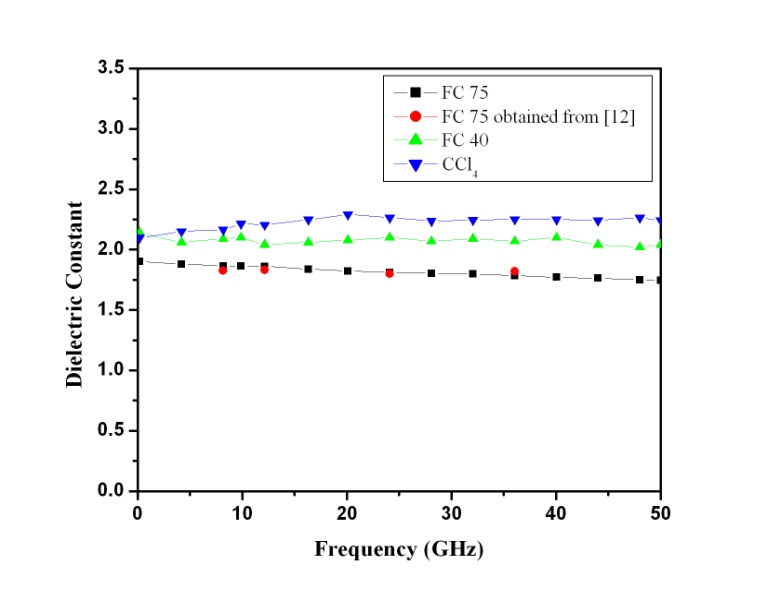 3.5
3.0
2.5
2.0
1.5
1.0
0.5
0.0
Dielectric Constant
FC 75
FC 75 obtained from [12]
FC 40
CCl4
0 10 20 30 40 50
Frequency (GHz)